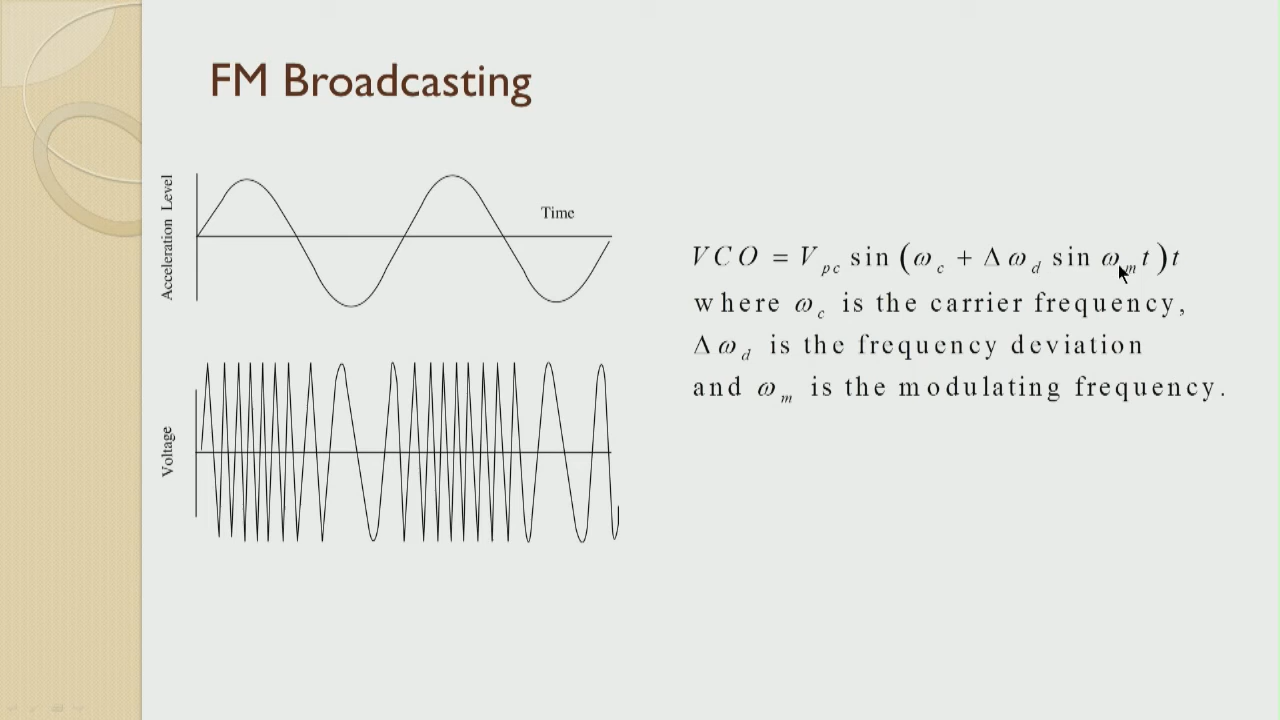 FM Broadcasting
Acceleration Level
Time
Voltage
VCO = V_pc sin (ω_c + Δω_d sin ω_m t) t
where ω_c is the carrier frequency,
Δω_d is the frequency deviation
and ω_m is the modulating frequency.